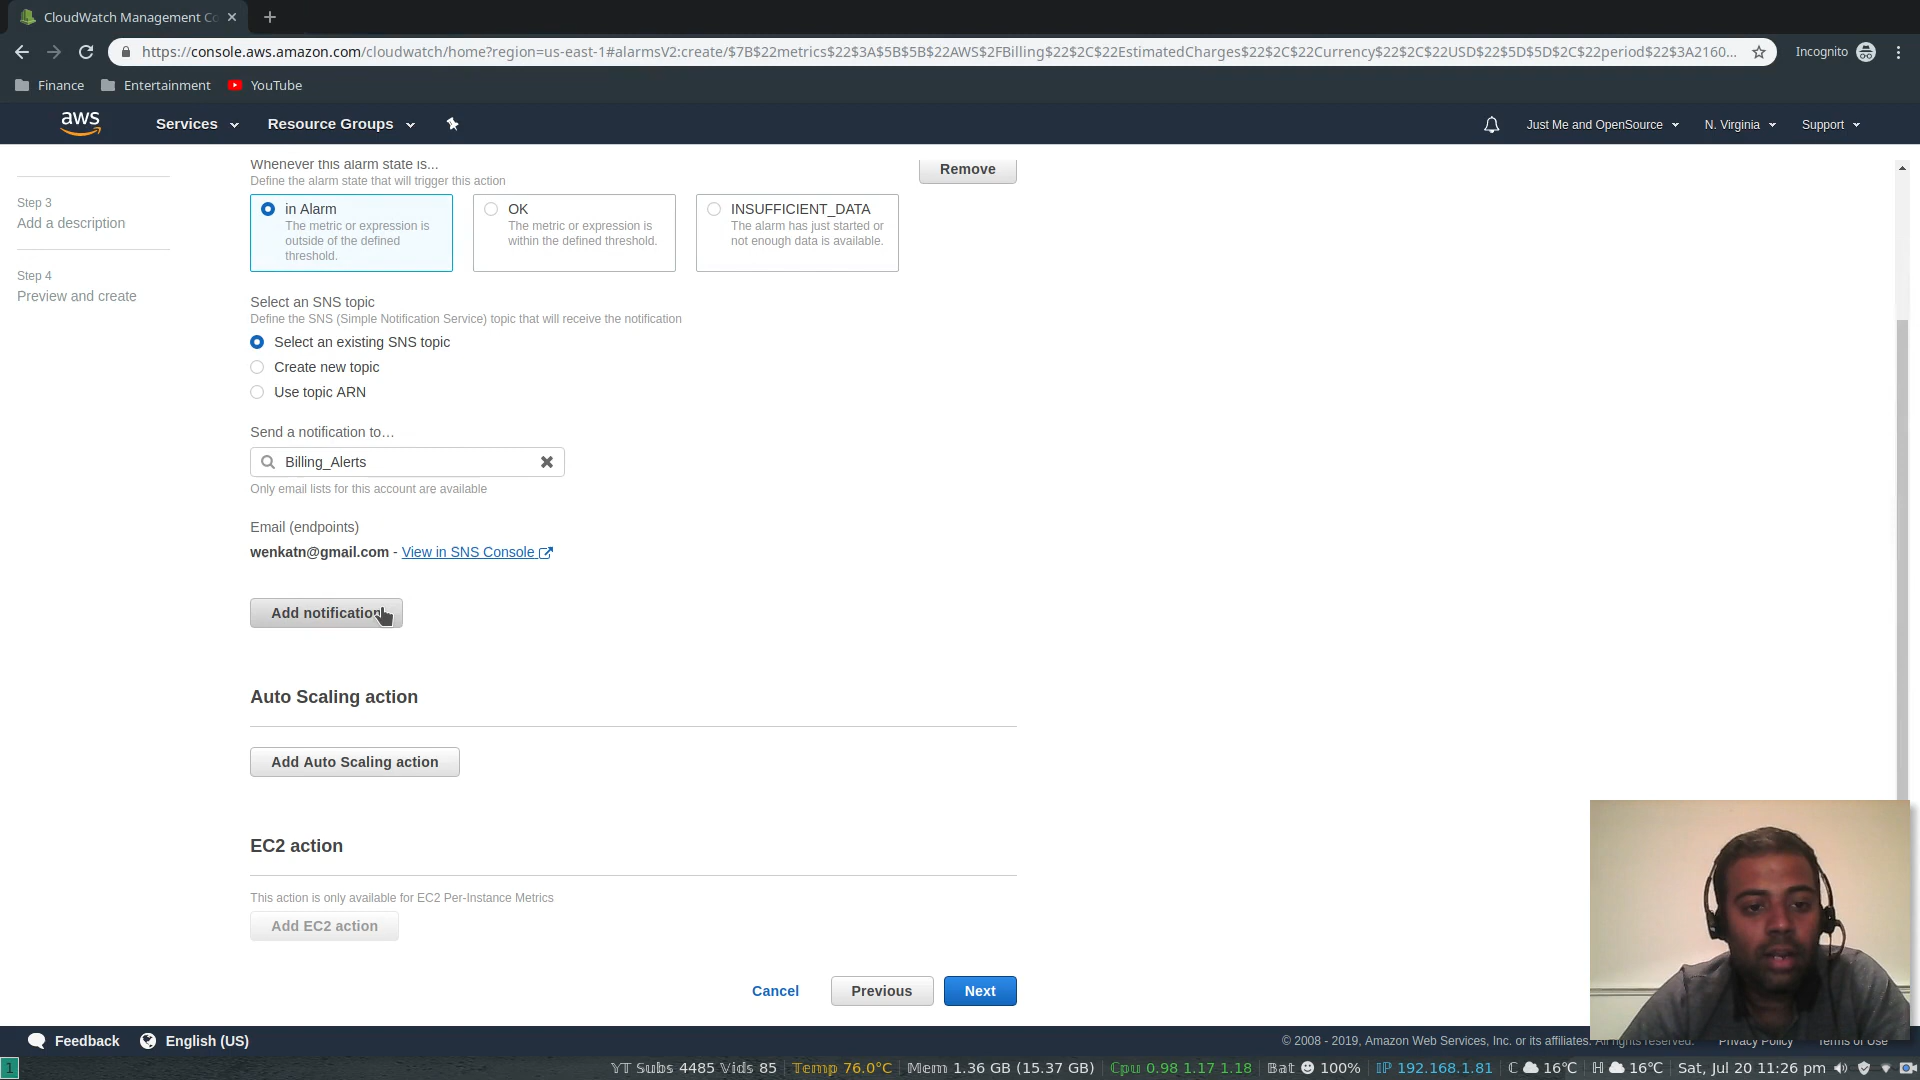 CloudWatch Management Co
https://console.aws.amazon.com/cloudwatch/home?region=us-east-1#alarmsV2:create/$7B$22metrics$22$3A$5B$5B$22AWS$2FBilling$22$2C$22EstimatedCharges$22$2C$22Currency$22$2C$22USD$22$5D$5D$2C$22period$22$3A2160...
Incognito
Finance
Entertainment
YouTube
aws
Services
Resource Groups
Just Me and OpenSource
N. Virginia
Support
Step 3
Add a description
Step 4
Preview and create
Whenever this alarm state is...
Define the alarm state that will trigger this action
Remove
in Alarm
The metric or expression is
outside of the defined
threshold.
OK
The metric or expression is
within the defined threshold.
INSUFFICIENT_DATA
The alarm has just started or
not enough data is available.
Select an SNS topic
Define the SNS (Simple Notification Service) topic that will receive the notification
Select an existing SNS topic
Create new topic
Use topic ARN
Send a notification to…
Billing_Alerts
Only email lists for this account are available
Email (endpoints)
wenkatn@gmail.com - View in SNS Console
Add notification
Auto Scaling action
Add Auto Scaling action
EC2 action
This action is only available for EC2 Per-Instance Metrics
Add EC2 action
Cancel
Previous
Next
Feedback
English (US)
© 2008 - 2019, Amazon Web Services, Inc. or its affiliates. All rights reserved.
Privacy Policy
Terms of Use
1
YT Subs 4485 Vids 85
Temp 76.0°C
Mem 1.36 GB (15.37 GB)
Cpu 0.98 1.17 1.18
Bat 100%
IP 192.168.1.81
C 16°C
H 16°C
Sat, Jul 20 11:26 pm